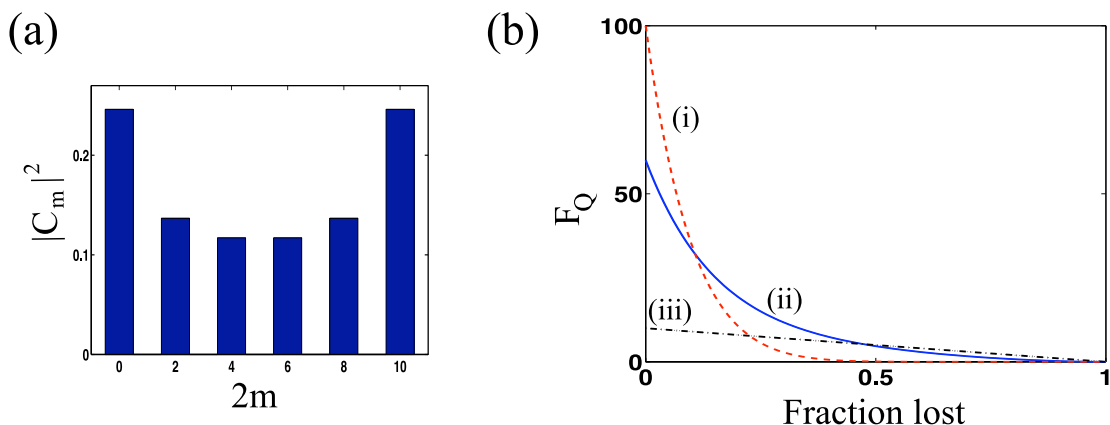 (a)
|C_m|^2
0.2
0.1
0
0 2 4 6 8 10
2m
(b)
F_Q
100
50
0
(i)
(ii)
(iii)
0 0.5 1
Fraction lost